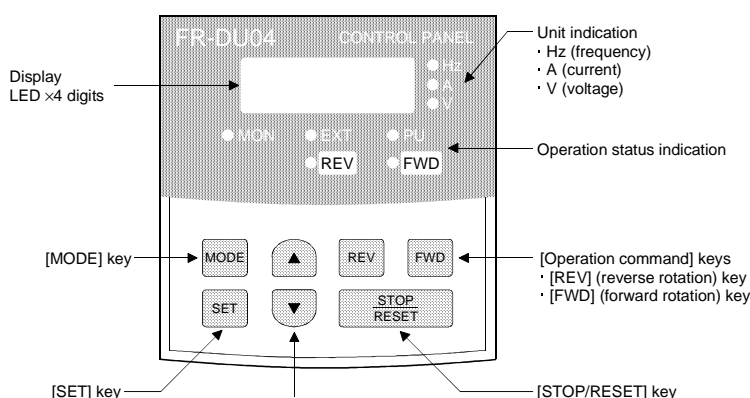 FR-DU04 CONTROL PANEL
Display
LED ×4 digits
Hz
A
V
Unit indication
· Hz (frequency)
· A (current)
· V (voltage)
MON EXT PU
REV FWD
Operation status indication
[MODE] key
MODE ▲ REV FWD
[Operation command] keys
· [REV] (reverse rotation) key
· [FWD] (forward rotation) key
SET ▼ STOP
RESET
[SET] key
[STOP/RESET] key